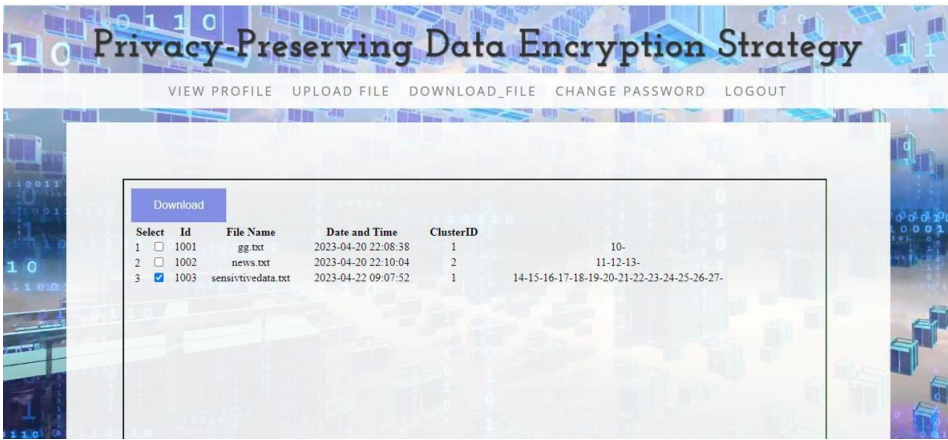 Privacy-Preserving Data Encryption Strategy
VIEW PROFILE UPLOAD FILE DOWNLOAD_FILE CHANGE PASSWORD LOGOUT
Download
Select Id File Name Date and Time ClusterID
1 1001 gg.txt 2023-04-20 22:08:38 1 10-
2 1002 news.txt 2023-04-20 22:10:04 2 11-12-13-
3 1003 sensivtivedata.txt 2023-04-22 09:07:52 1 14-15-16-17-18-19-20-21-22-23-24-25-26-27-